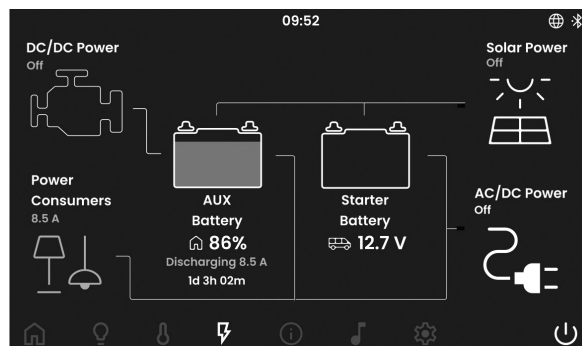 09:52
DC/DC Power
Off
Solar Power
Off
Power
Consumers
8.5 A
AUX
Battery
86%
Discharging 8.5 A
1d 3h 02m
Starter
Battery
12.7 V
AC/DC Power
Off